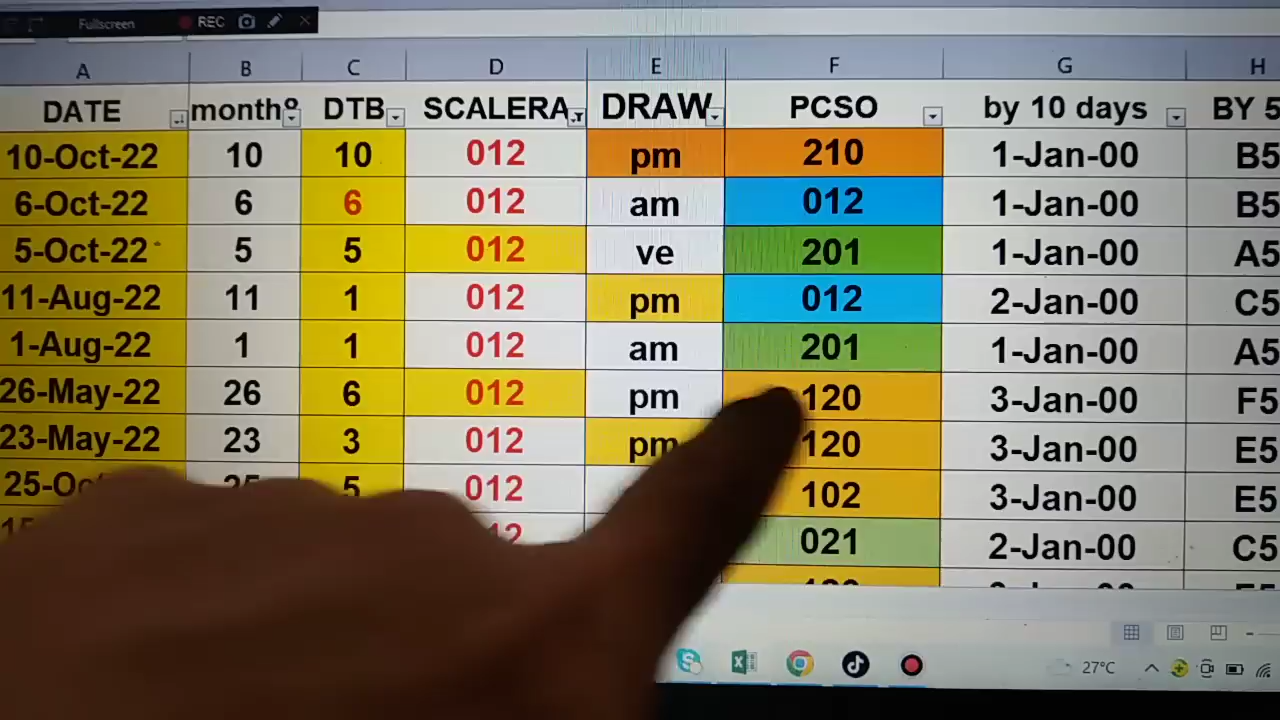 Fullscreen REC
A B C D E F G H
DATE monthº DTB SCALERA DRAW PCSO by 10 days BY 5
10-Oct-22 10 10 012 pm 210 1-Jan-00 B5
6-Oct-22 6 6 012 am 012 1-Jan-00 B5
5-Oct-22 5 5 012 ve 201 1-Jan-00 A5
11-Aug-22 11 1 012 pm 012 2-Jan-00 C5
1-Aug-22 1 1 012 am 201 1-Jan-00 A5
26-May-22 26 6 012 pm 120 3-Jan-00 F5
23-May-22 23 3 012 pm 120 3-Jan-00 E5
25 5 012 102 3-Jan-00 E5
021 2-Jan-00 C5
27°C